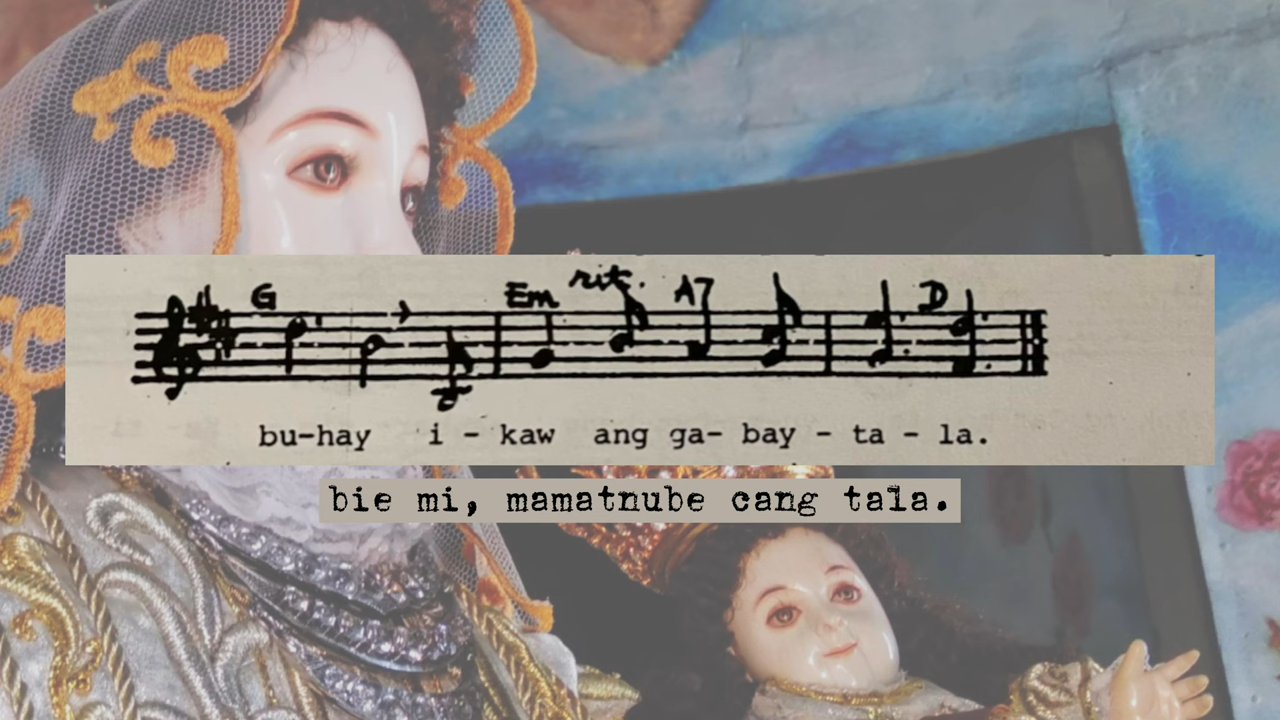 G Em rit. A7 D
bu-hay i - kaw ang ga- bay - ta - la.
bie mi, mamatnube cang tala.